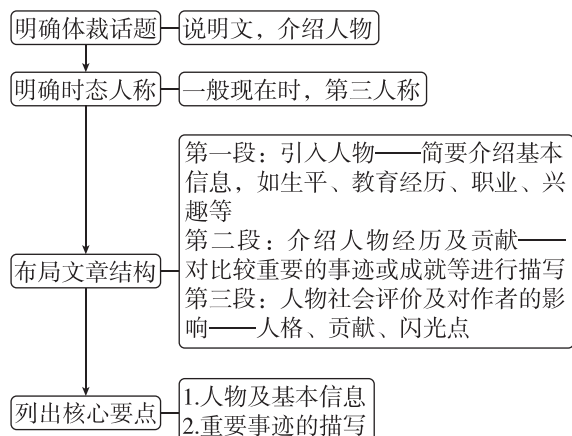 明确体裁话题
说明文，介绍人物
明确时态人称
一般现在时，第三人称
布局文章结构
第一段：引入人物——简要介绍基本
信息，如生平、教育经历、职业、兴
趣等
第二段：介绍人物经历及贡献——
对比较重要的事迹或成就等进行描写
第三段：人物社会评价及对作者的影
响——人格、贡献、闪光点
列出核心要点
1.人物及基本信息
2.重要事迹的描写